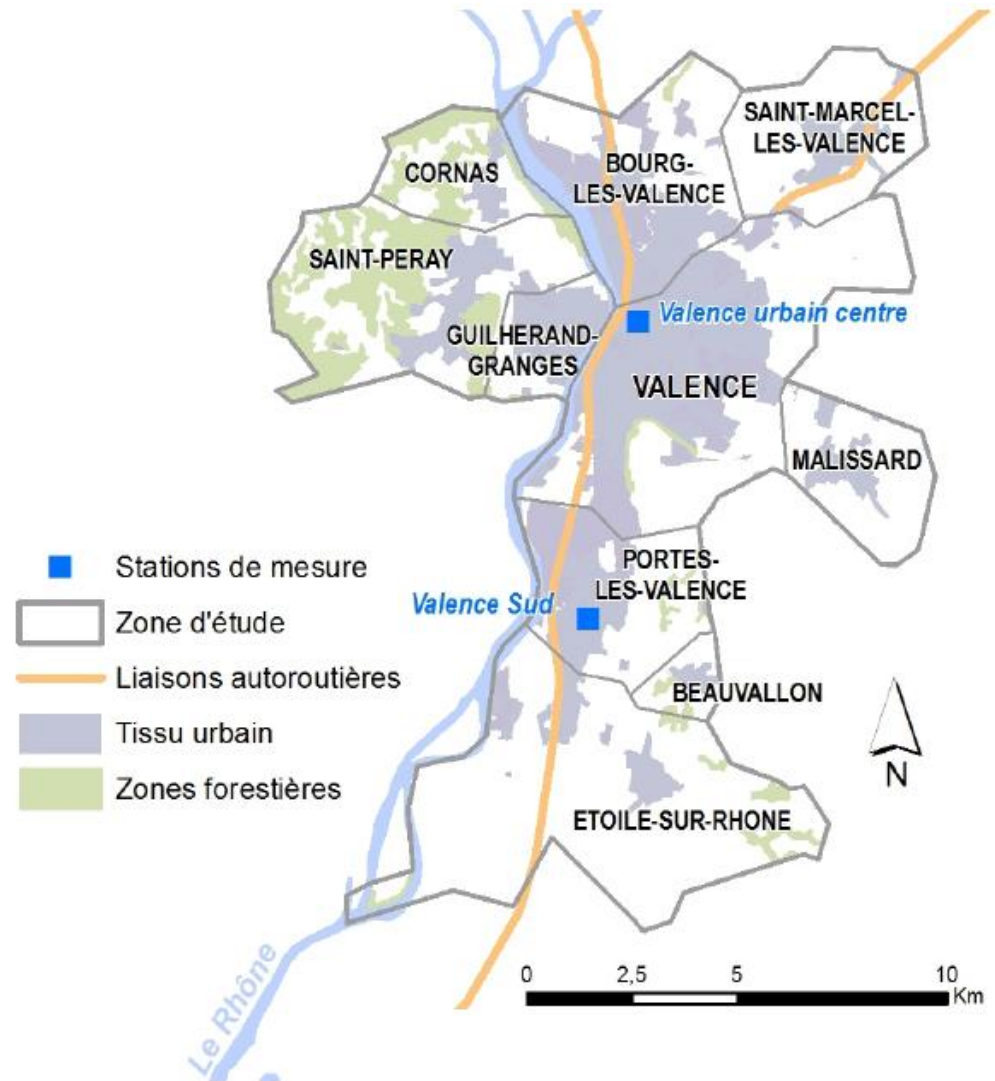 SAINT-MARCEL-
LES-VALENCE
BOURG-
LES-VALENCE
CORNAS
SAINT-PERAY
Valence urbain centre
GUILHERAND-
GRANGES
VALENCE
MALISSARD
Stations de mesure
Zone d'étude
Liaisons autoroutières
Tissu urbain
Zones forestières
PORTES-
LES-VALENCE
Valence Sud
BEAUVALLON
N
ETOILE-SUR-RHONE
Le Rhône
0 2,5 5 10
Km